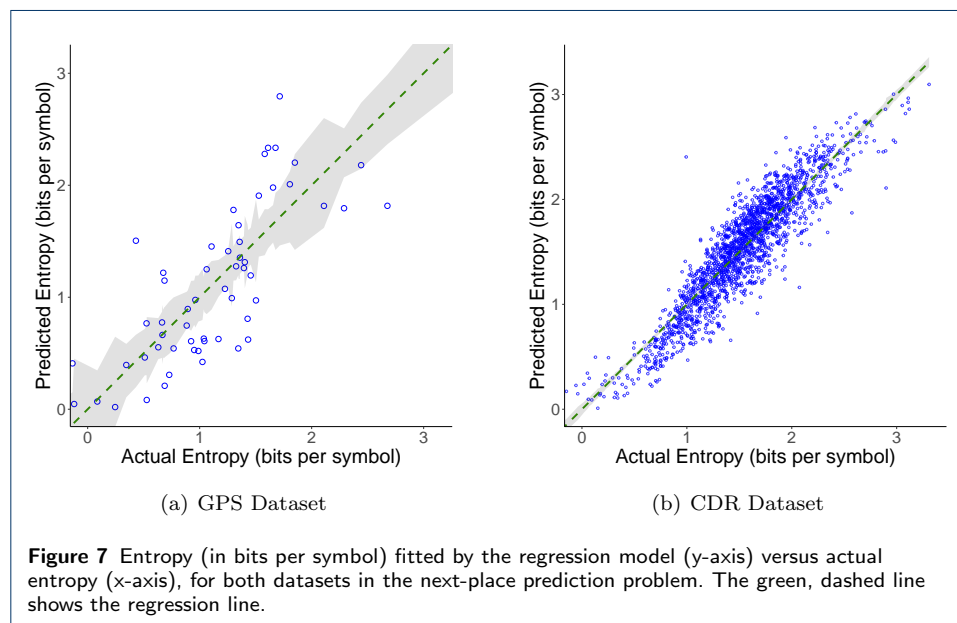 3
2
1
0
Predicted Entropy (bits per symbol)
0 1 2 3
Actual Entropy (bits per symbol)
(a) GPS Dataset
3
2
1
0
Predicted Entropy (bits per symbol)
0 1 2 3
Actual Entropy (bits per symbol)
(b) CDR Dataset
Figure 7 Entropy (in bits per symbol) fitted by the regression model (y-axis) versus actual
entropy (x-axis), for both datasets in the next-place prediction problem. The green, dashed line
shows the regression line.